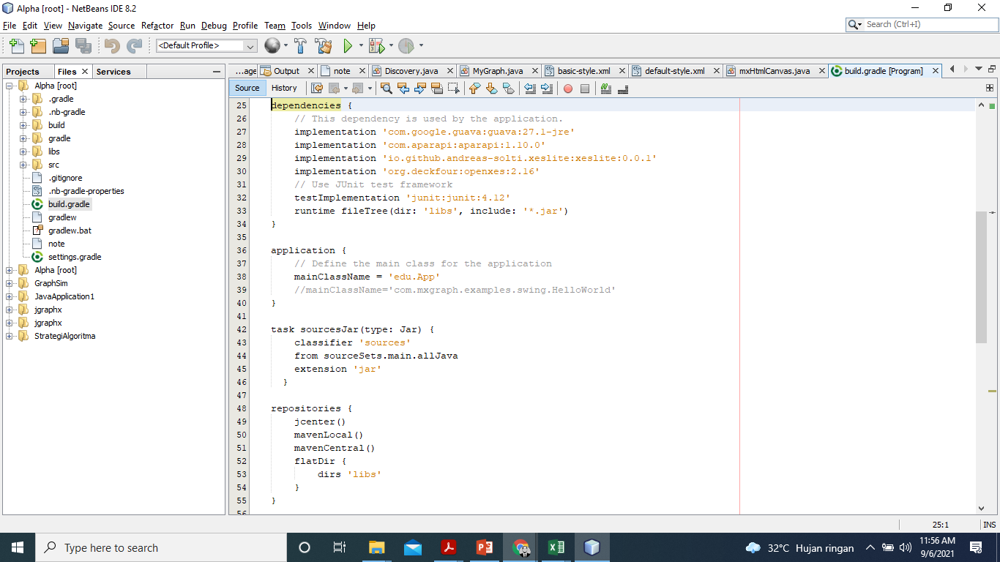 Alpha [root] - NetBeans IDE 8.2
File Edit View Navigate Source Refactor Run Debug Profile Team Tools Window Help
Search (Ctrl+I)
<Default Profile>
Projects Files Services
...age Output note Discovery.java MyGraph.java basic-style.xml default-style.xml mxHtmlCanvas.java build.gradle [Program]
Source History
Alpha [root]
.gradle
.nb-gradle
build
gradle
libs
src
.gitignore
.nb-gradle-properties
build.gradle
gradlew
gradlew.bat
note
settings.gradle
Alpha [root]
GraphSim
JavaApplication1
jgraphx
jgraphx
StrategiAlgoritma
25 dependencies {
26 // This dependency is used by the application.
27 implementation 'com.google.guava:guava:27.1-jre'
28 implementation 'com.aparapi:aparapi:1.10.0'
29 implementation 'io.github.andreas-solti.xeslite:xeslite:0.0.1'
30 implementation 'org.deckfour:openxes:2.16'
31 // Use JUnit test framework
32 testImplementation 'junit:junit:4.12'
33 runtime fileTree(dir: 'libs', include: '*.jar')
34 }
35
36 application {
37 // Define the main class for the application
38 mainClassName = 'edu.App'
39 //mainClassName='com.mxgraph.examples.swing.HelloWorld'
40 }
41
42 task sourcesJar(type: Jar) {
43 classifier 'sources'
44 from sourceSets.main.allJava
45 extension 'jar'
46 }
47
48 repositories {
49 jcenter()
50 mavenLocal()
51 mavenCentral()
52 flatDir {
53 dirs 'libs'
54 }
55 }
56
25:1 INS
Type here to search
32°C Hujan ringan
11:56 AM
9/6/2021